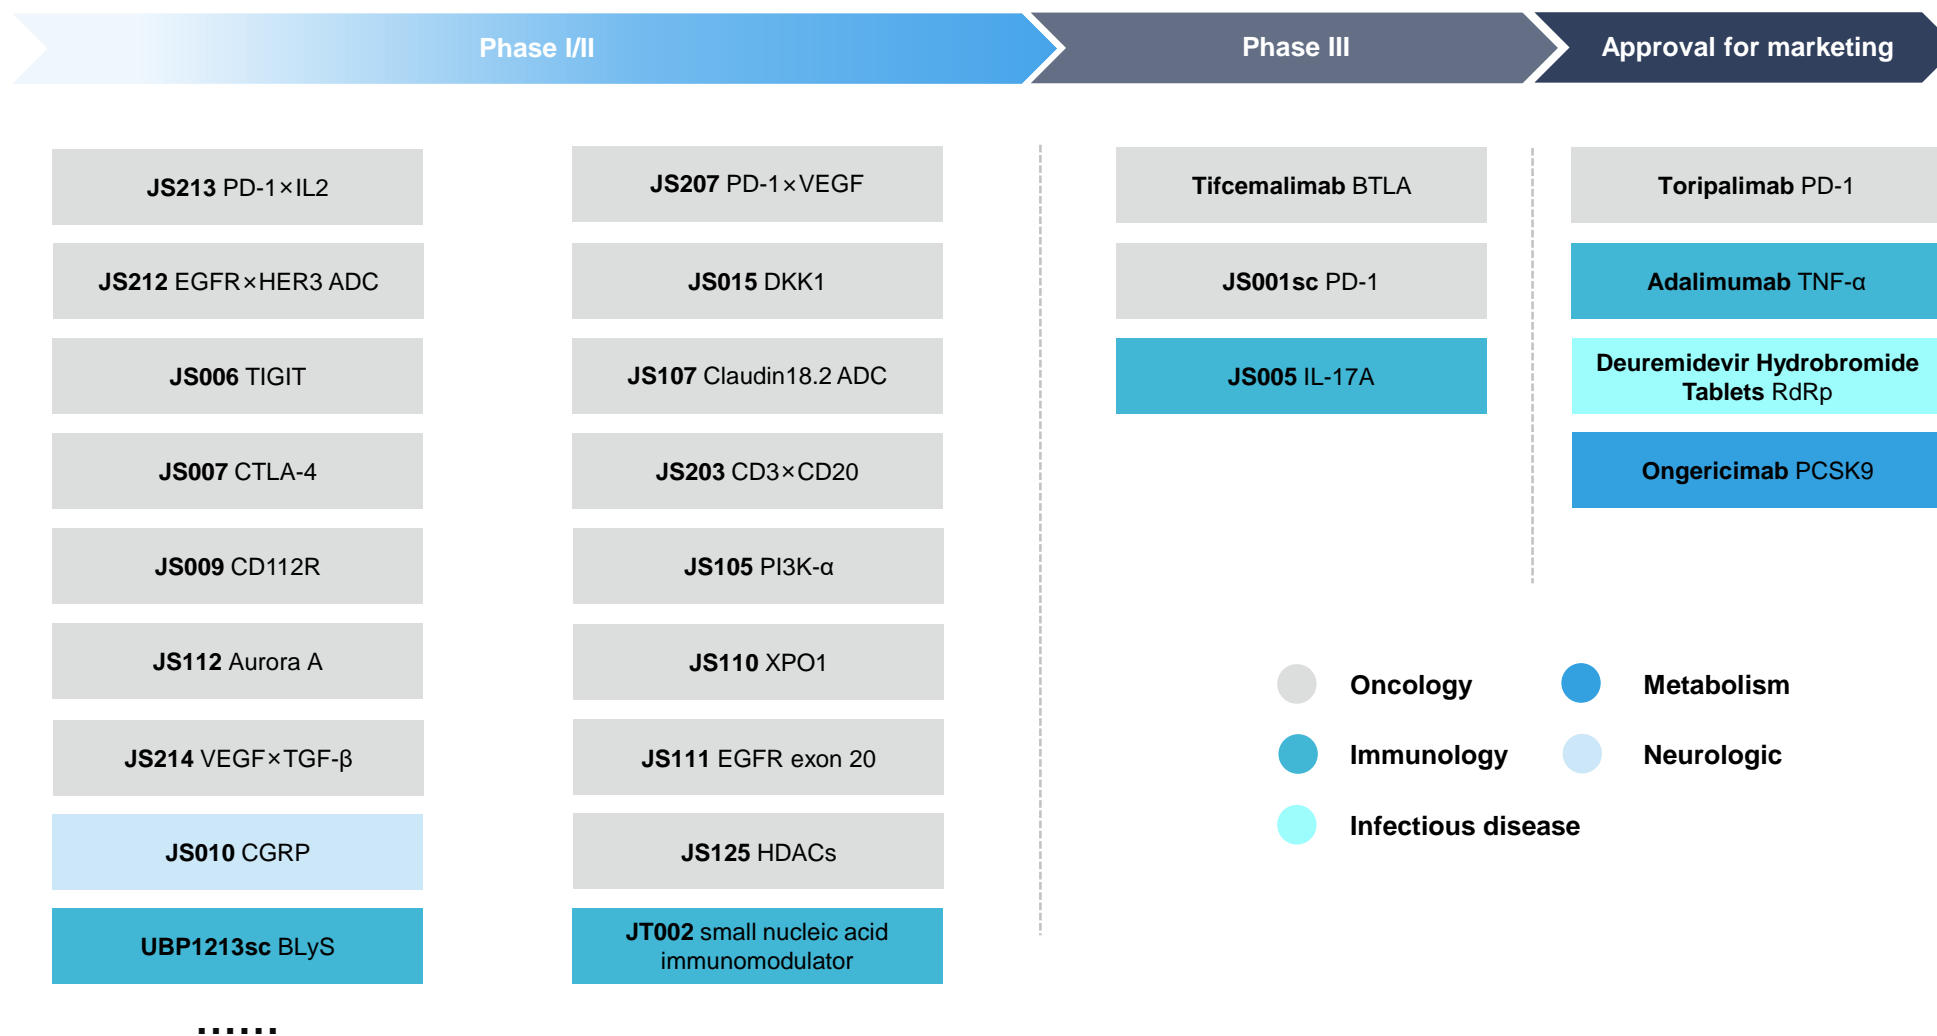 Phase I/II
Phase III
Approval for marketing
JS213 PD-1×IL2
JS207 PD-1×VEGF
Tifcemalimab BTLA
Toripalimab PD-1
JS212 EGFR×HER3 ADC
JS015 DKK1
JS001sc PD-1
Adalimumab TNF-α
JS006 TIGIT
JS107 Claudin18.2 ADC
JS005 IL-17A
Deuremidevir Hydrobromide
Tablets RdRp
JS007 CTLA-4
JS203 CD3×CD20
Ongericimab PCSK9
JS009 CD112R
JS105 PI3K-α
JS112 Aurora A
JS110 XPO1
JS214 VEGF×TGF-β
JS111 EGFR exon 20
JS010 CGRP
JS125 HDACs
UBP1213sc BLyS
JT002 small nucleic acid
immunomodulator
......
Oncology
Metabolism
Immunology
Neurologic
Infectious disease